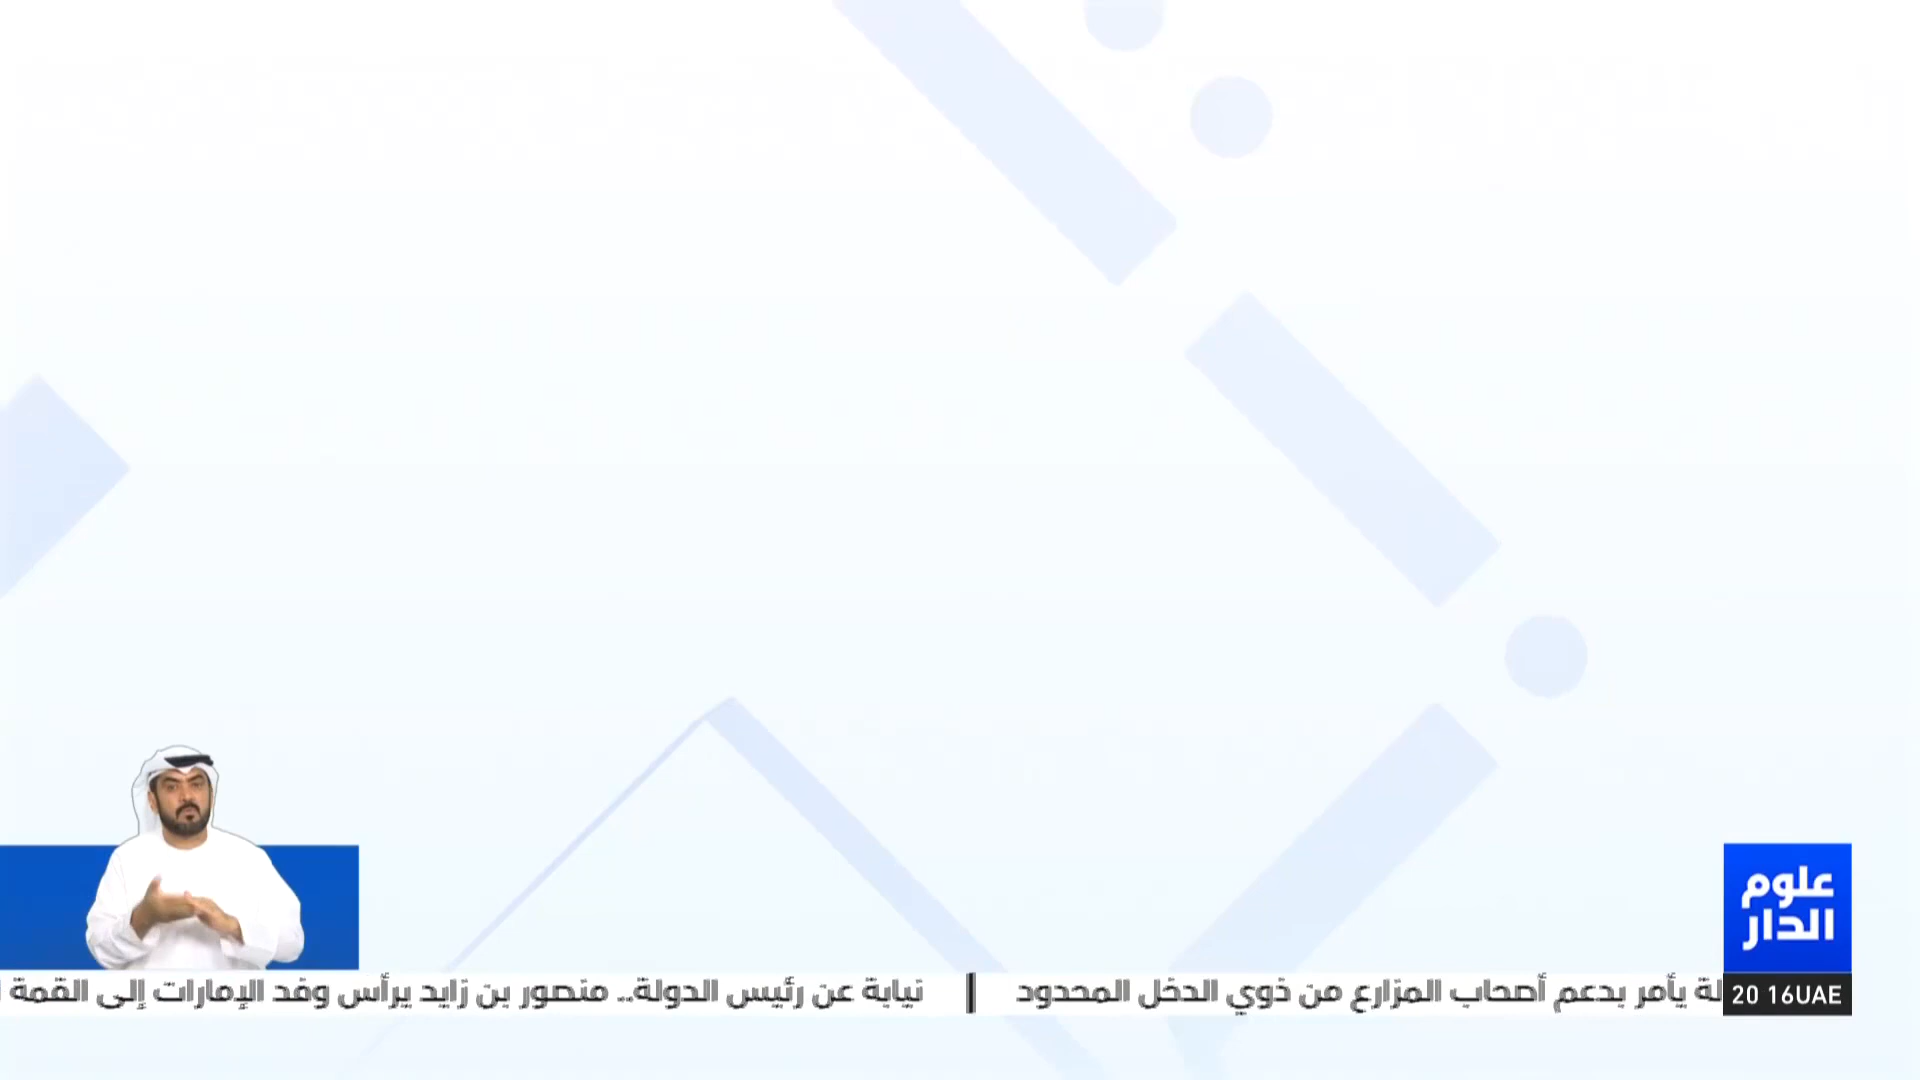 علوم
الدار
لة يأمر بدعم أصحاب المزارع من ذوي الدخل المحدود | نيابة عن رئيس الدولة.. منصور بن زايد يرأس وفد الإمارات إلى القمة
20 16UAE